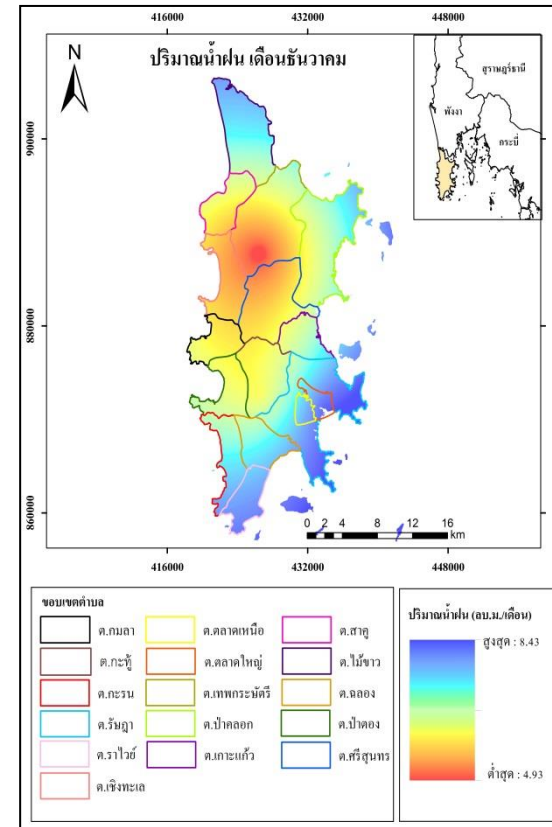 416000 432000 448000
ปริมาณน้ำฝน เดือนธันวาคม
N
สุราษฎร์ธานี
พังงา
กระบี่
900000
880000
860000
0 2 4 8 12 16
km
416000 432000 448000
ขอบเขตตำบล
ต.กมลา ต.ตลาดเหนือ ต.สาคู
ต.กะทู้ ต.ตลาดใหญ่ ต.ไม้ขาว
ต.กะรน ต.เทพกระษัตรี ต.ฉลอง
ต.รัษฎา ต.ป่าคลอก ต.ป่าตอง
ต.ราไวย์ ต.เกาะแก้ว ต.ศรีสุนทร
ต.เชิงทะเล
ปริมาณน้ำฝน (ลบ.ม./เดือน)
สูงสุด : 8.43
ต่ำสุด : 4.93